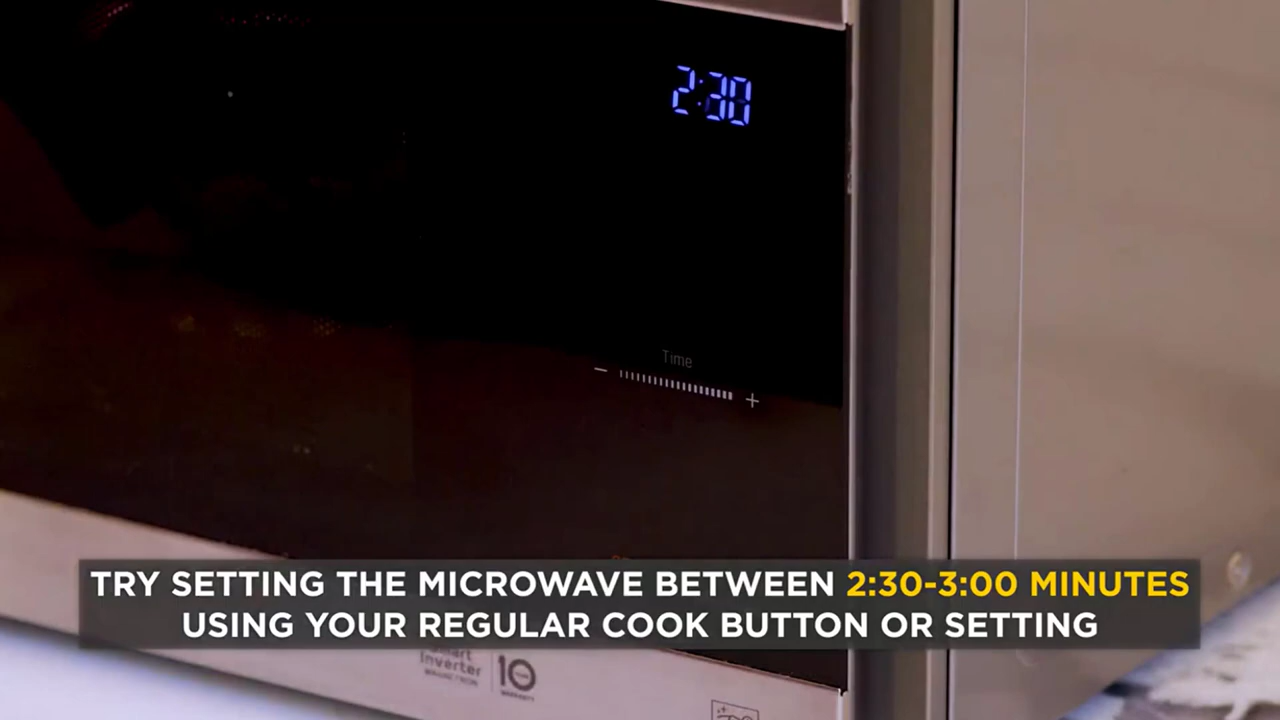 2:30
Time
TRY SETTING THE MICROWAVE BETWEEN 2:30-3:00 MINUTES
USING YOUR REGULAR COOK BUTTON OR SETTING
Smart
Inverter
10